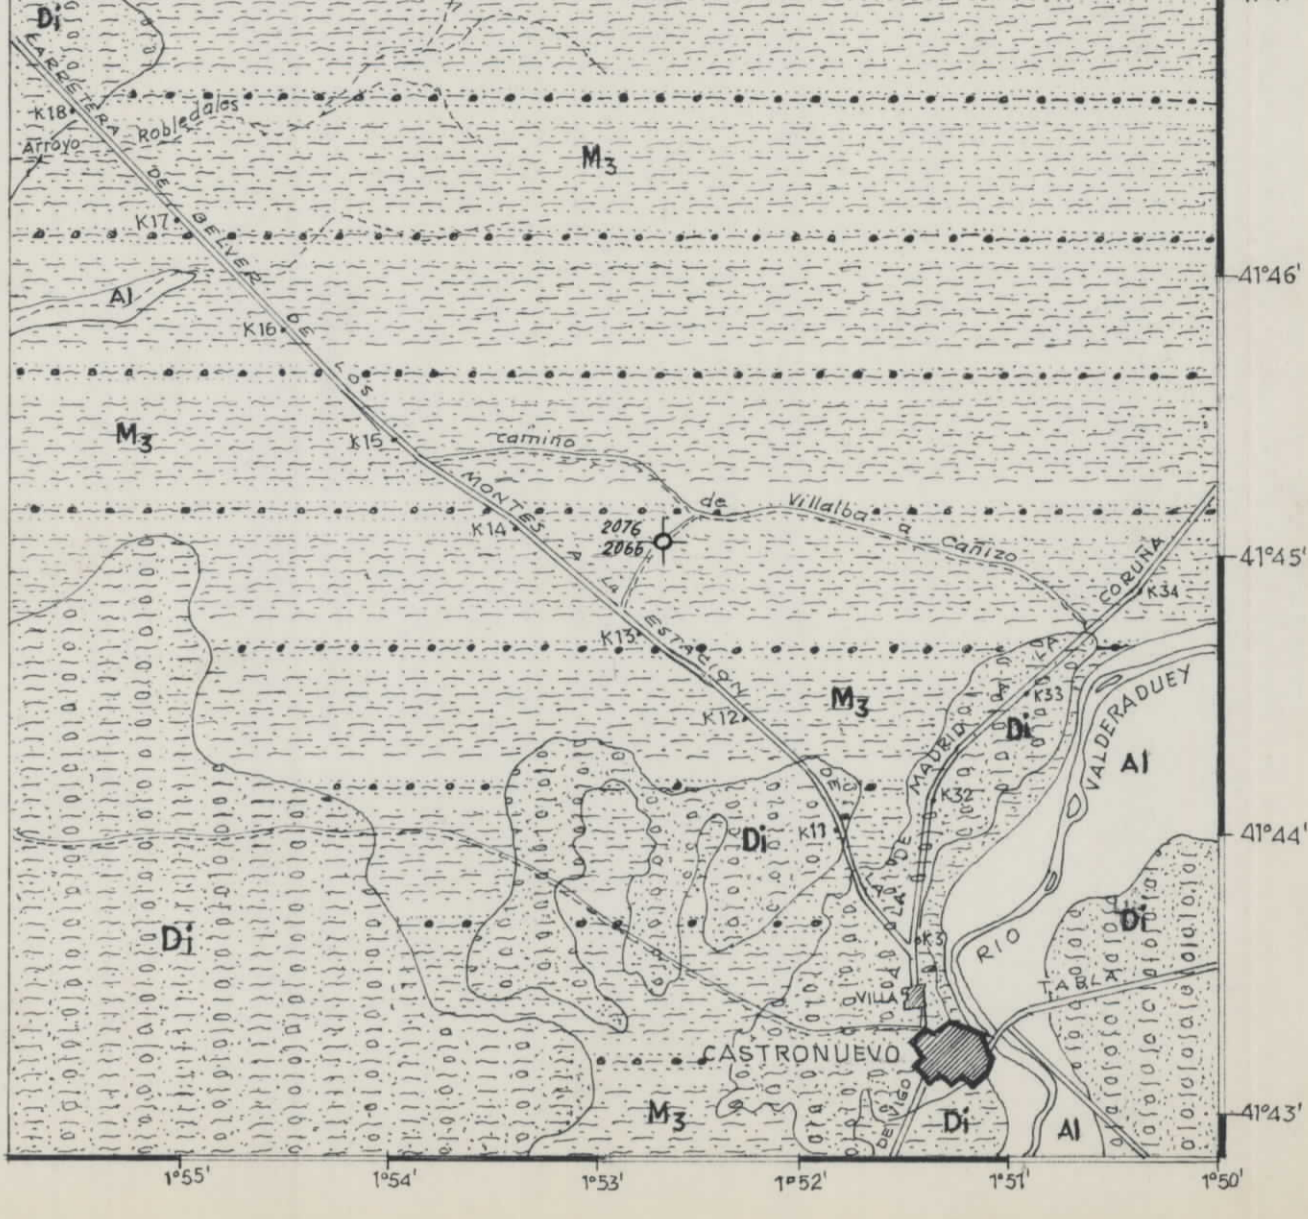 Di
CARRETERA DE BELVER DE LOS MONTES A LA ESTACION DE LA
K18
Robledales
Arroyo
M3
K17
41°46'
Al
K16
M3
K15
camino de Villalba a Cañizo
K14
2076
2066
41°45'
K34
K13
DE MADRID A LA CORUÑA
K33
M3
K12
Di
RIO VALDERADUEY
Al
K32
41°44'
K11
Di
Di
Di
K3
TABLA
VILLA
CASTRONUEVO
M3
DE VIGO
Di
Al
41°43'
1°55'
1°54'
1°53'
1°52'
1°51'
1°50'